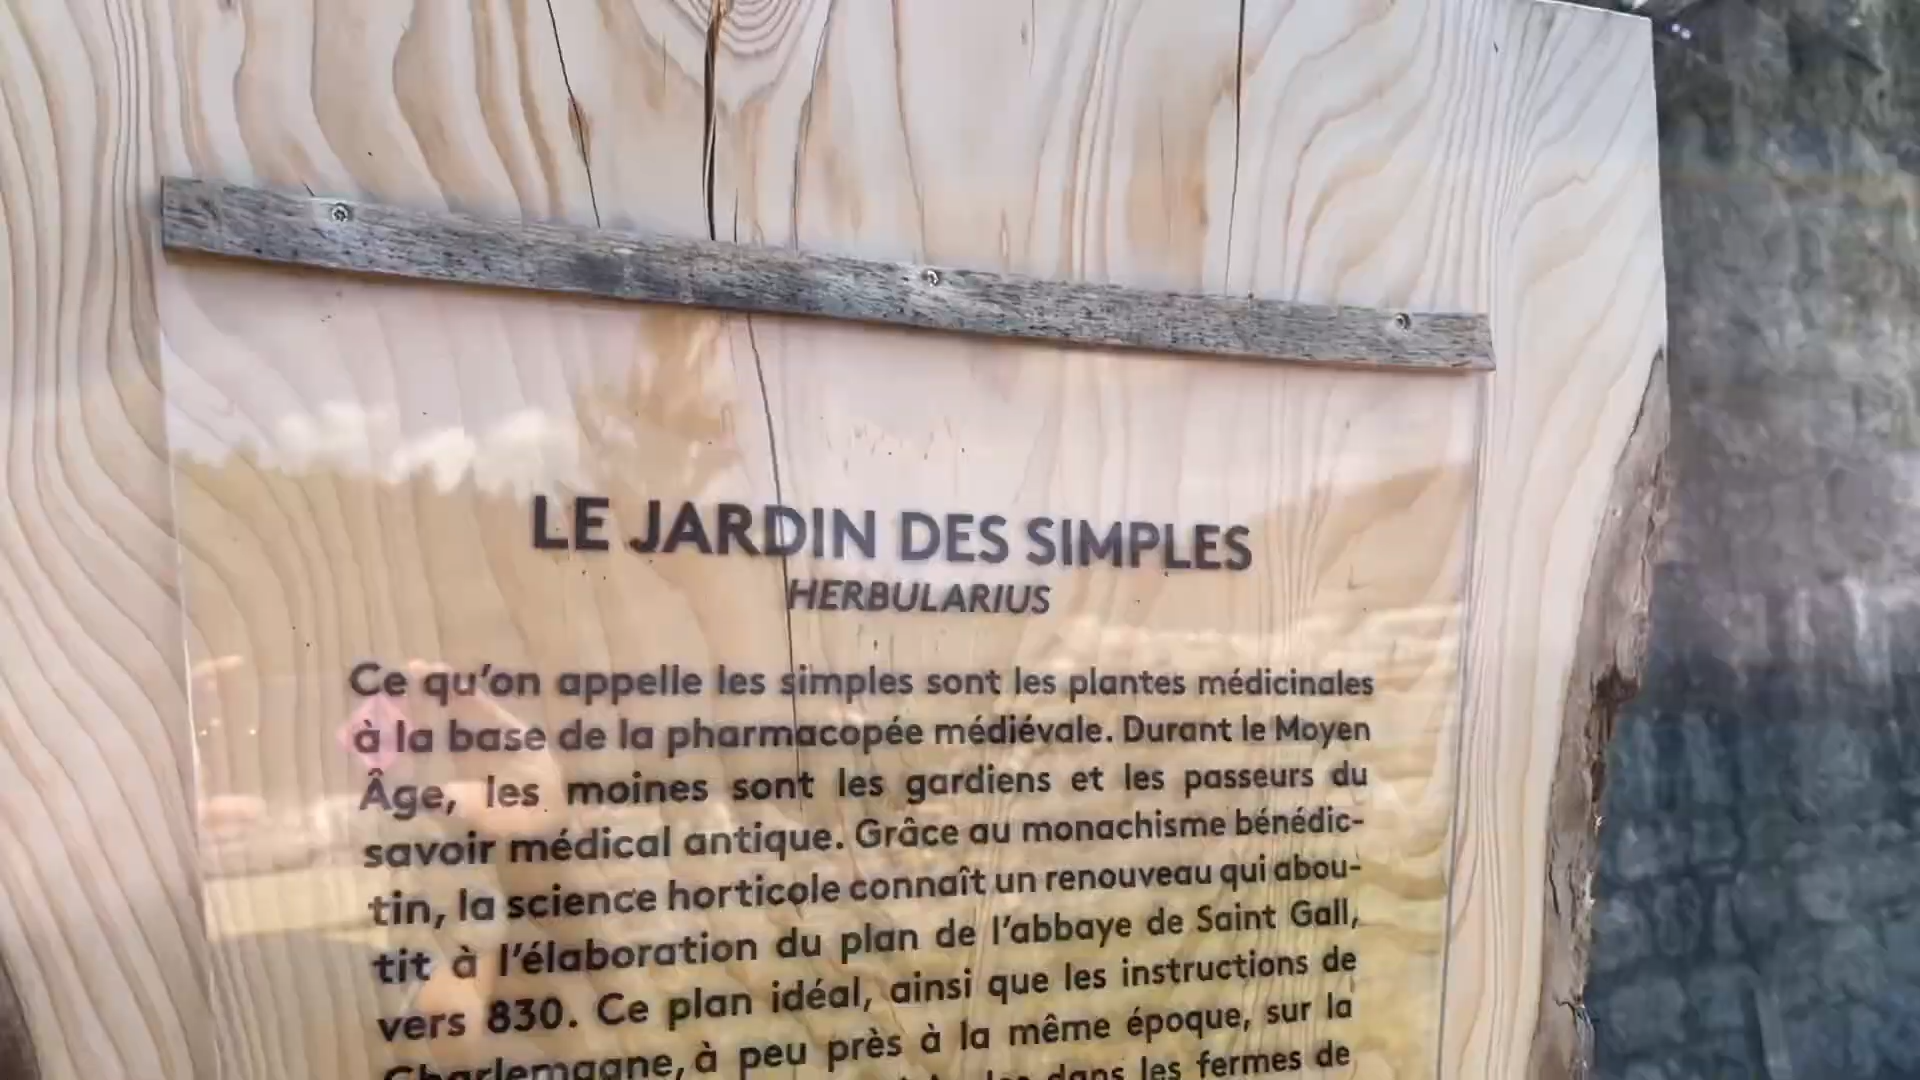 LE JARDIN DES SIMPLES
HERBULARIUS
Ce qu'on appelle les simples sont les plantes médicinales
à la base de la pharmacopée médiévale. Durant le Moyen
Âge, les moines sont les gardiens et les passeurs du
savoir médical antique. Grâce au monachisme bénédic-
tin, la science horticole connaît un renouveau qui abou-
tit à l'élaboration du plan de l'abbaye de Saint Gall,
vers 830. Ce plan idéal, ainsi que les instructions de
Charlemagne, à peu près à la même époque, sur la
dans les fermes de